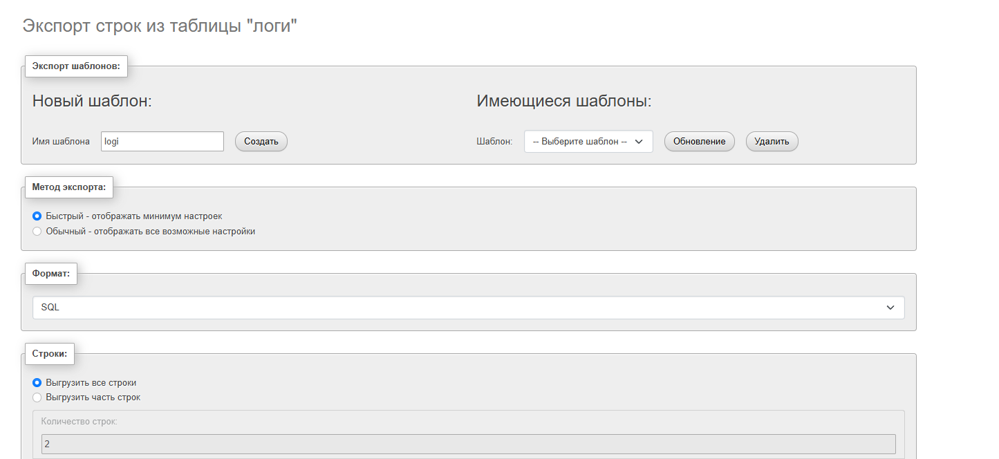 Экспорт строк из таблицы "логи"
Экспорт шаблонов:
Новый шаблон:
Имя шаблона logi Создать
Имеющиеся шаблоны:
Шаблон: -- Выберите шаблон -- Обновление Удалить
Метод экспорта:
Быстрый - отображать минимум настроек
Обычный - отображать все возможные настройки
Формат:
SQL
Строки:
Выгрузить все строки
Выгрузить часть строк
Количество строк:
2